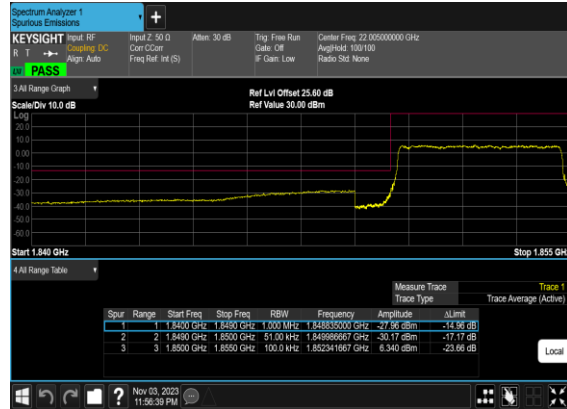 Spectrum Analyzer 1
Spurious Emissions
KEYSIGHT
R T
Input: RF
Coupling: DC
Align: Auto
Input Z: 50 Ω
Corr CCorr
Freq Ref: Int (S)
Atten: 30 dB
Trig: Free Run
Gate: Off
IF Gain: Low
Center Freq: 22.005000000 GHz
Avg|Hold: 100/100
Radio Std: None
PASS
3 All Range Graph
Ref Lvl Offset 25.60 dB
Scale/Div 10.0 dB
Ref Value 30.00 dBm
Log
20.0
10.0
0.00
-10.0
-20.0
-30.0
-40.0
-50.0
-60.0
Start 1.840 GHz
Stop 1.855 GH
4 All Range Table
Measure Trace Trace 1
Trace Type Trace Average (Active)
Spur Range Start Freq Stop Freq RBW Frequency Amplitude ΔLimit
1 1 1.8400 GHz 1.8490 GHz 1.000 MHz 1.848835000 GHz -27.96 dBm -14.96 dB
2 2 1.8490 GHz 1.8500 GHz 51.00 kHz 1.849986667 GHz -30.17 dBm -17.17 dB
3 3 1.8500 GHz 1.8550 GHz 100.0 kHz 1.852341667 GHz 6.340 dBm -23.66 dB
Local
Nov 03, 2023
11:56:39 PM